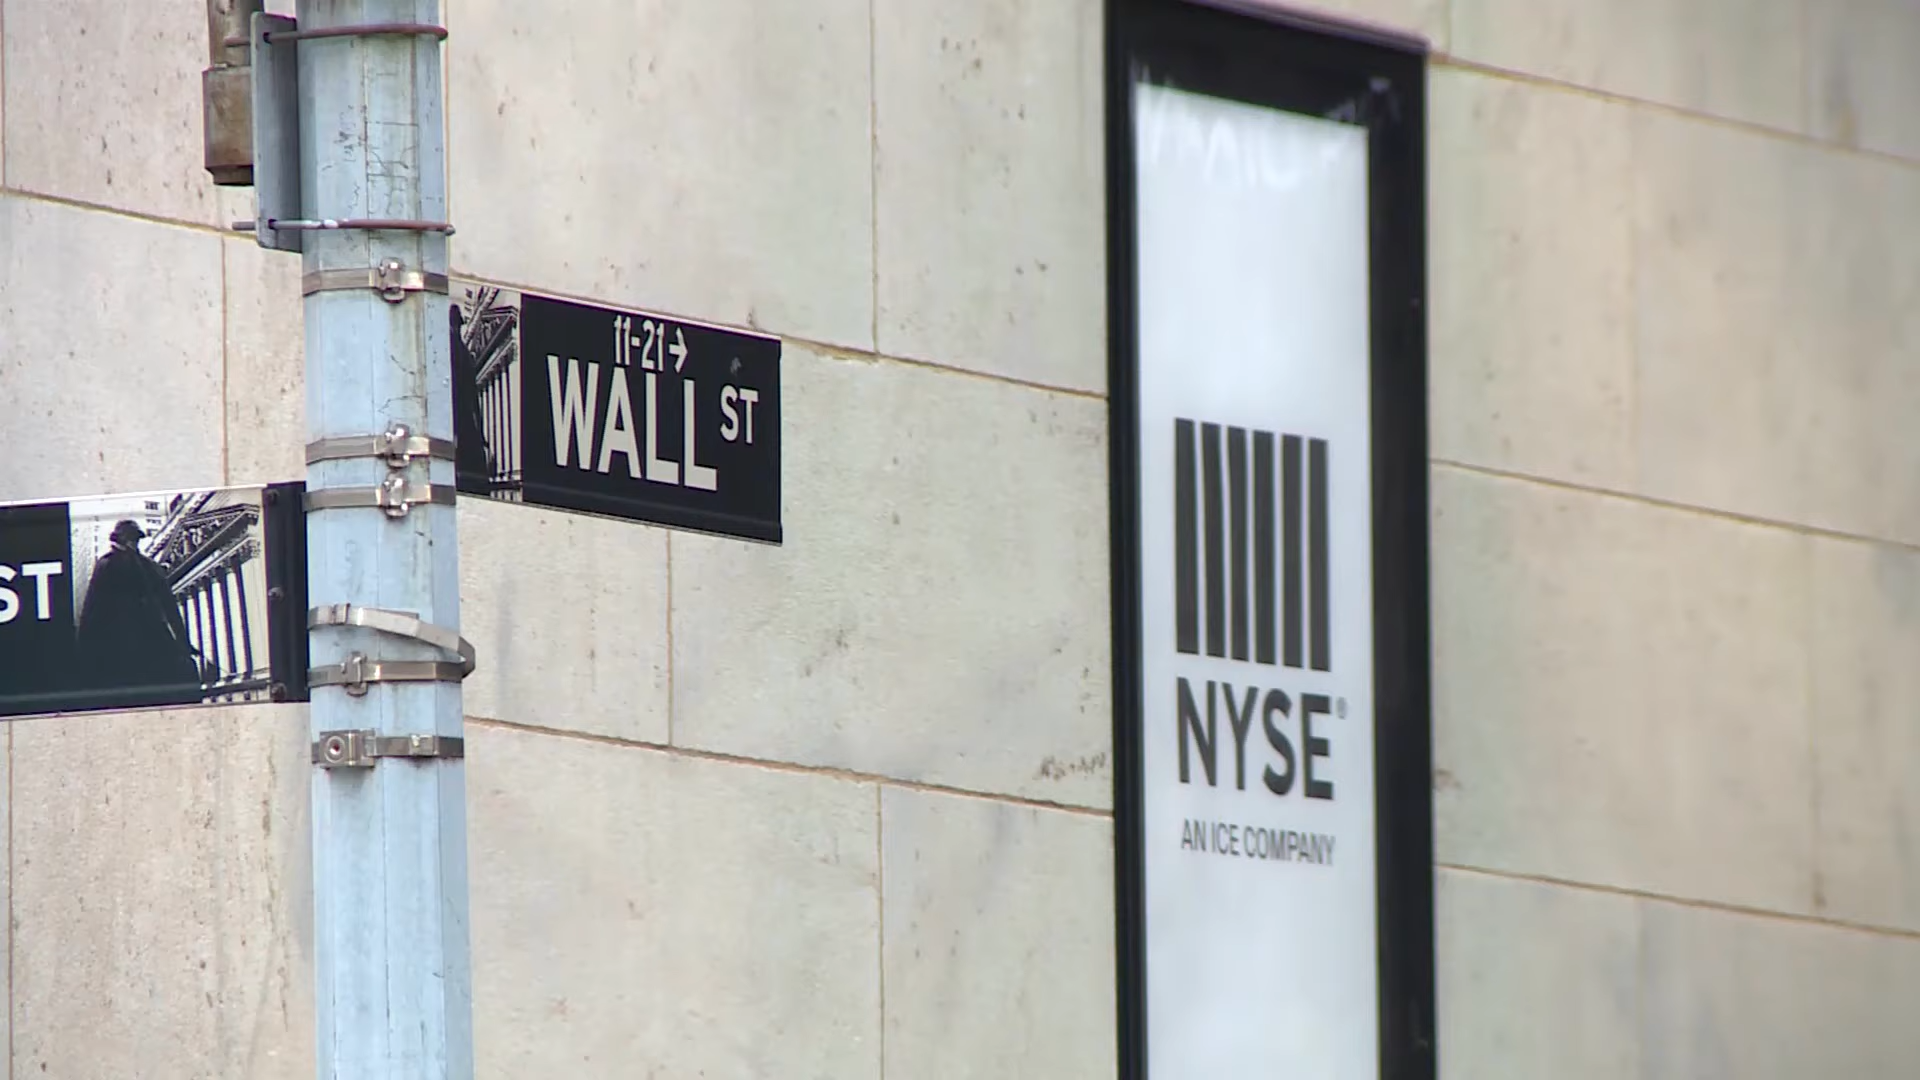 11-21→
WALL ST
ST
NYSE®
AN ICE COMPANY